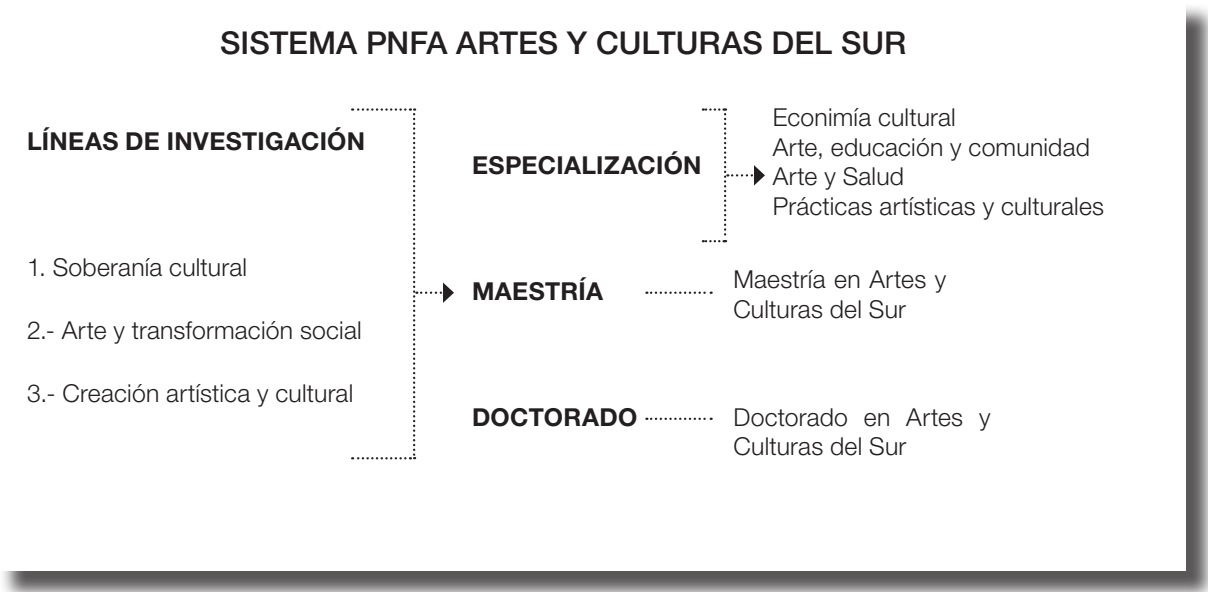 SISTEMA PNFA ARTES Y CULTURAS DEL SUR
LÍNEAS DE INVESTIGACIÓN
1. Soberanía cultural
2.- Arte y transformación social
3.- Creación artística y cultural
ESPECIALIZACIÓN
Econimía cultural
Arte, educación y comunidad
Arte y Salud
Prácticas artísticas y culturales
MAESTRÍA
Maestría en Artes y
Culturas del Sur
DOCTORADO
Doctorado en Artes y
Culturas del Sur